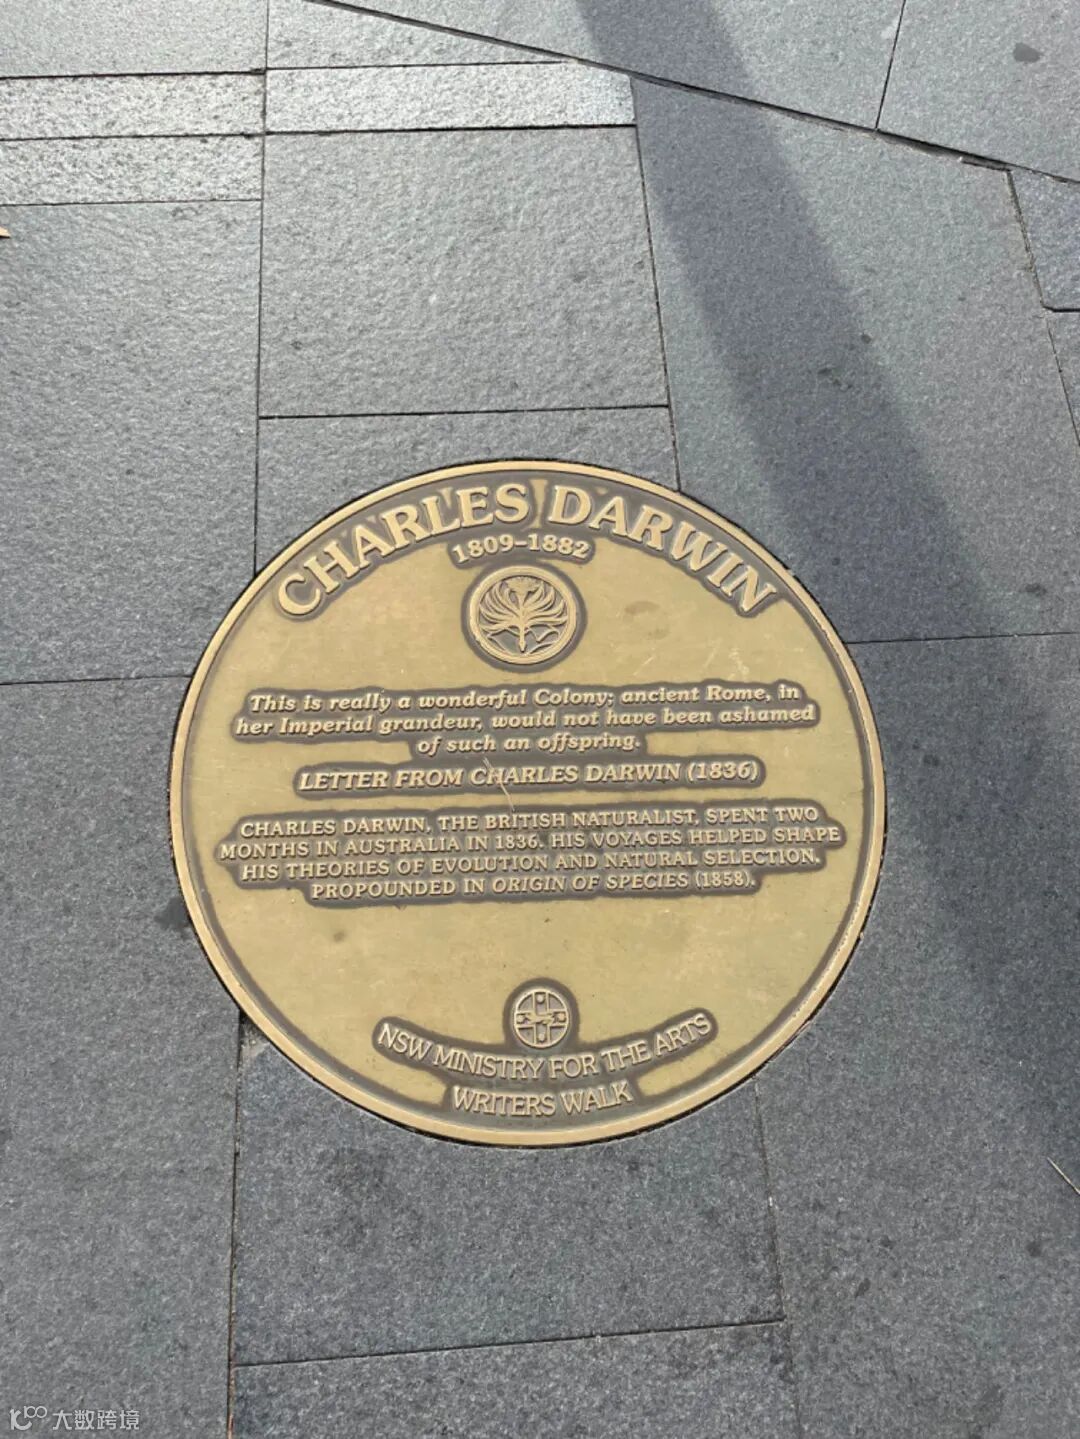 CHARLES DARWIN
1809-1882
This is really a wonderful Colony; ancient Rome, in
her Imperial grandeur, would not have been ashamed
of such an offspring.
LETTER FROM CHARLES DARWIN (1836)
CHARLES DARWIN, THE BRITISH NATURALIST, SPENT TWO
MONTHS IN AUSTRALIA IN 1836. HIS VOYAGES HELPED SHAPE
HIS THEORIES OF EVOLUTION AND NATURAL SELECTION,
PROPOUNDED IN ORIGIN OF SPECIES (1858).
NSW MINISTRY FOR THE ARTS
WRITERS WALK
大数跨境